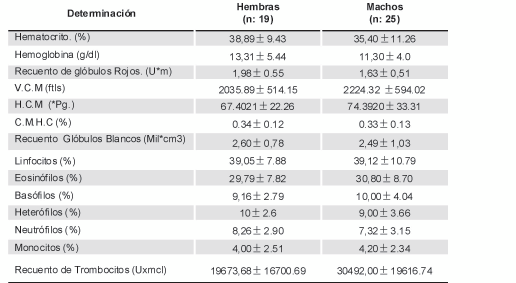 Determinación Hembras (n: 19) Machos (n: 25)
Hematocrito. (%) 38,89± 9.43 35,40± 11.26
Hemoglobina (g/dl) 13,31± 5.44 11,30± 4.0
Recuento de glóbulos Rojos. (U*m) 1,98± 0.55 1,63± 0,51
V.C.M (ftls) 2035.89± 514.15 2224.32 ±594.02
H.C.M (*Pg.) 67.4021± 22.26 74.3920± 33.31
C.M.H.C (%) 0.34± 0.12 0.33± 0.13
Recuento Glóbulos Blancos (Mil*cm3) 2,60± 0,78 2,49± 1,03
Linfocitos (%) 39,05± 7.88 39,12± 10.79
Eosinófilos (%) 29,79± 7.82 30,80± 8.70
Basófilos (%) 9,16± 2.79 10,00± 4.04
Heterófilos (%) 10± 2.6 9,00± 3.66
Neutrófilos (%) 8,26± 2.90 7,32± 3.15
Monocitos (%) 4,00± 2.51 4,20± 2.34
Recuento de Trombocitos (Uxmcl) 19673,68± 16700.69 30492,00± 19616.74